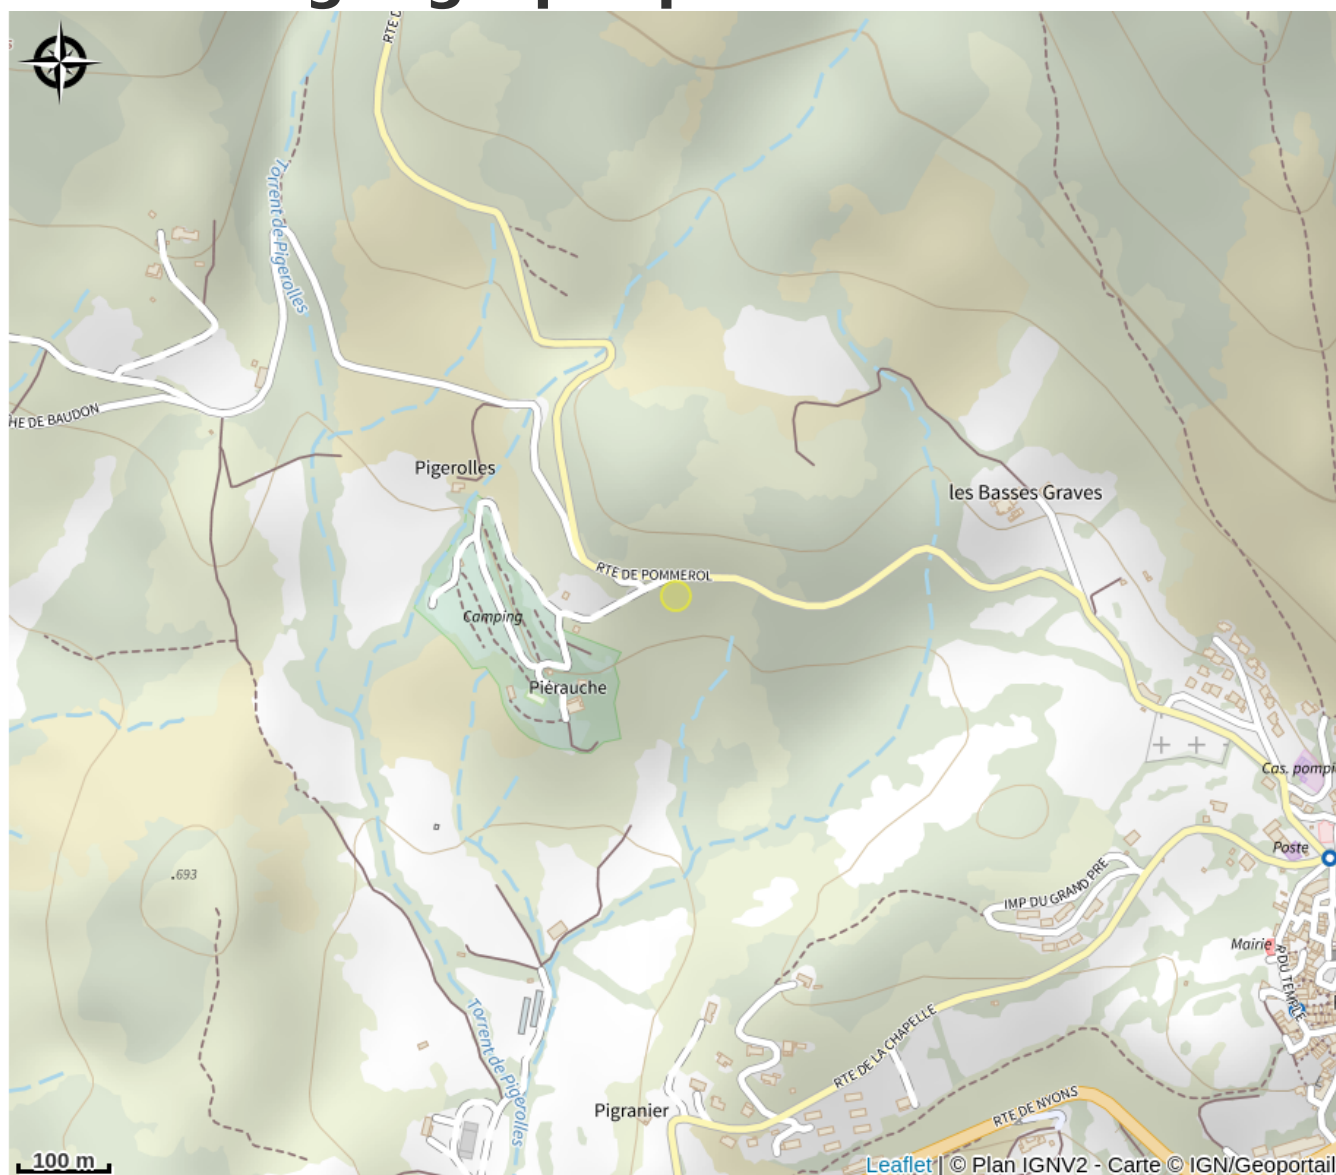 RTE D
Torrent de Pigerolles
HE DE BAUDON
Pigerolles
les Basses Graves
RTE DE POMMEROL
Camping
Piérauche
Cas. pompi
693
Poste
IMP DU GRAND PRE
Mairie
R DU TEMPLE
Torrent de Pigerolles
RTE DE LA CHAPELLE
Pigranier
RTE DE NYONS
100 m
Leaflet | © Plan IGNV2 - Carte © IGN/Geoportail